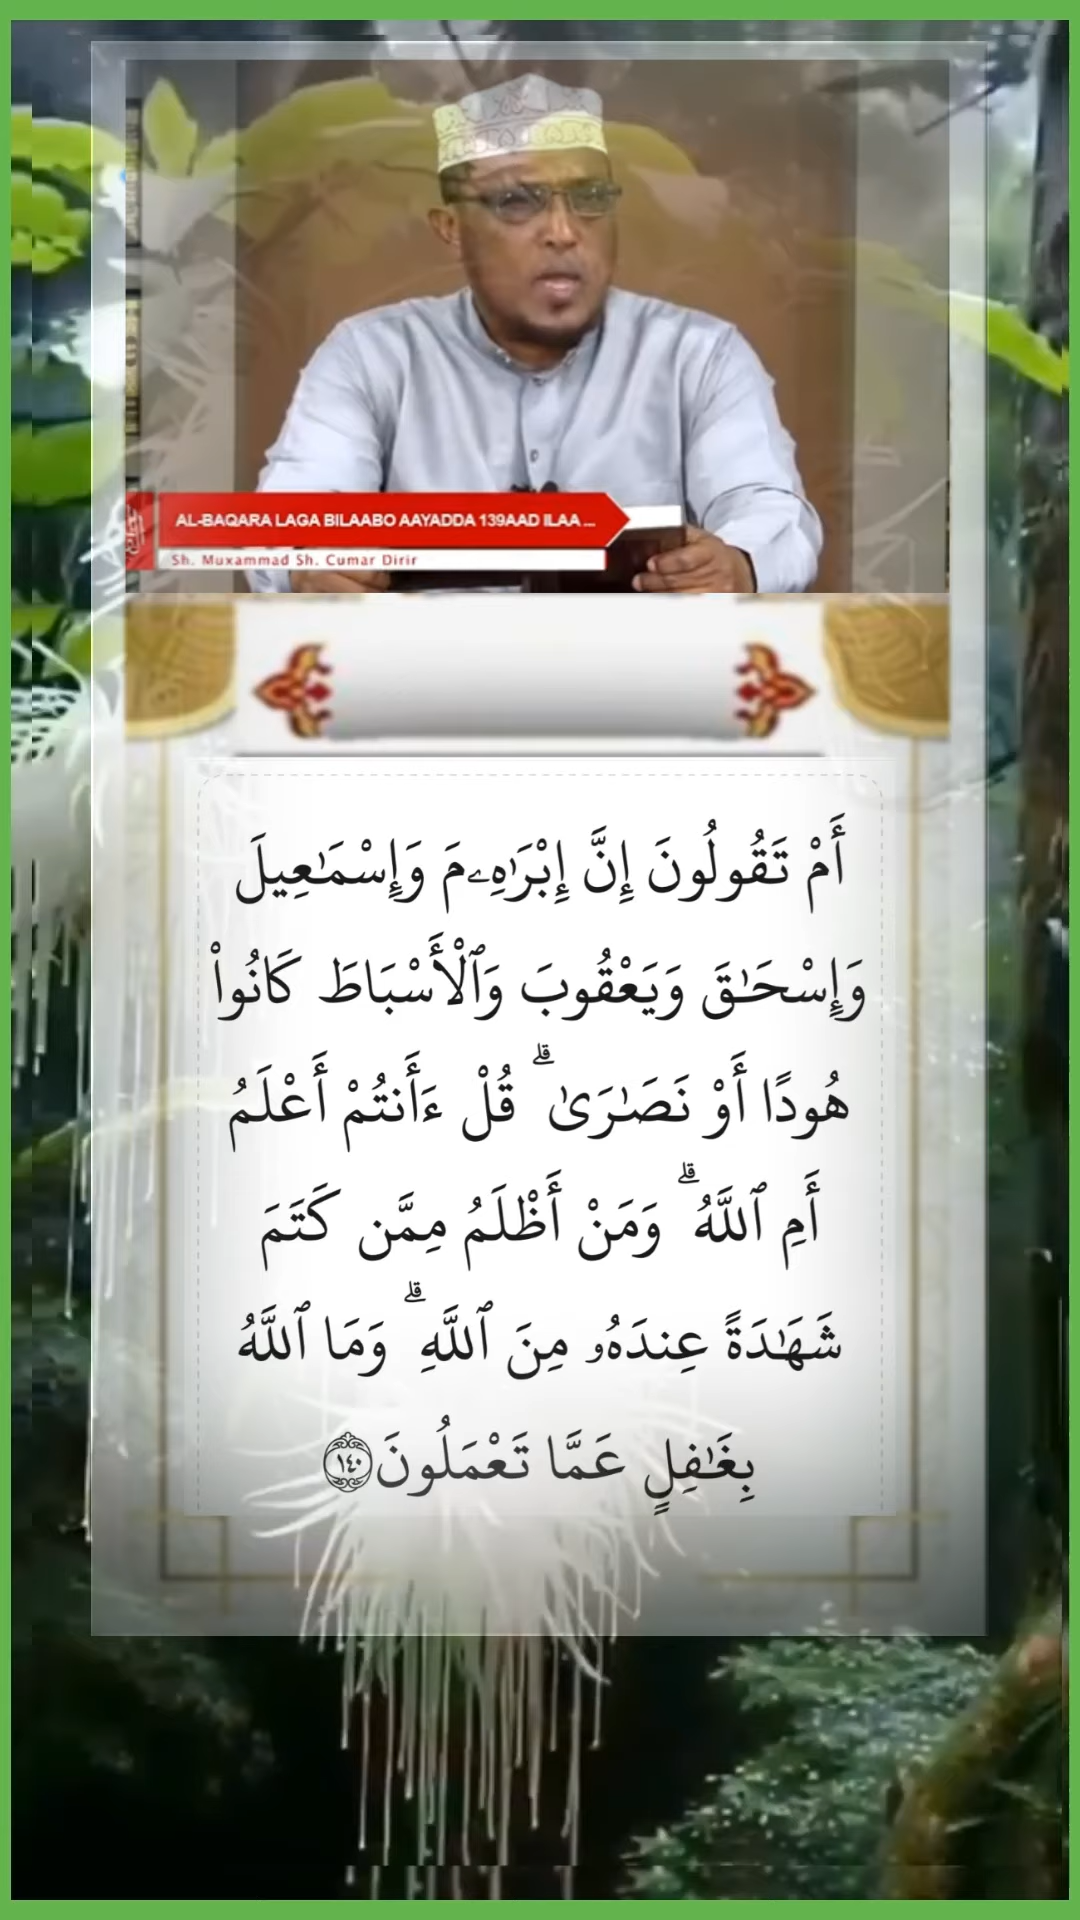 AL-BAQARA LAGA BILAABO AAYADDA 139AAD ILAA ...
Sh. Muxammad Sh. Cumar Dirir
أَمْ تَقُولُونَ إِنَّ إِبْرَٰهِـۧمَ وَإِسْمَـٰعِيلَ
وَإِسْحَـٰقَ وَيَعْقُوبَ وَٱلْأَسْبَاطَ كَانُوا۟
هُودًا أَوْ نَصَـٰرَىٰ ۗ قُلْ ءَأَنتُمْ أَعْلَمُ
أَمِ ٱللَّهُ ۗ وَمَنْ أَظْلَمُ مِمَّن كَتَمَ
شَهَـٰدَةً عِندَهُۥ مِنَ ٱللَّهِ ۗ وَمَا ٱللَّهُ
بِغَـٰفِلٍ عَمَّا تَعْمَلُونَ ١٤٠